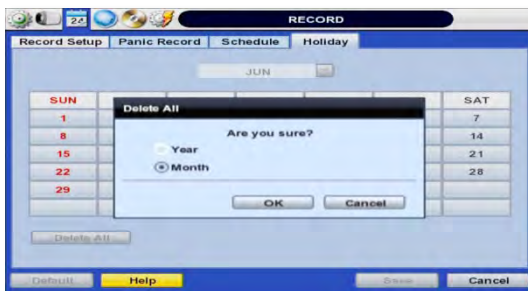 24
RECORD
Record Setup Panic Record Schedule Holiday
JUN
SUN SAT
Delete All
1 7
Are you sure?
8 14
Year
15 21
Month
22 28
29
OK Cancel
Delete All
Default Help Save Cancel